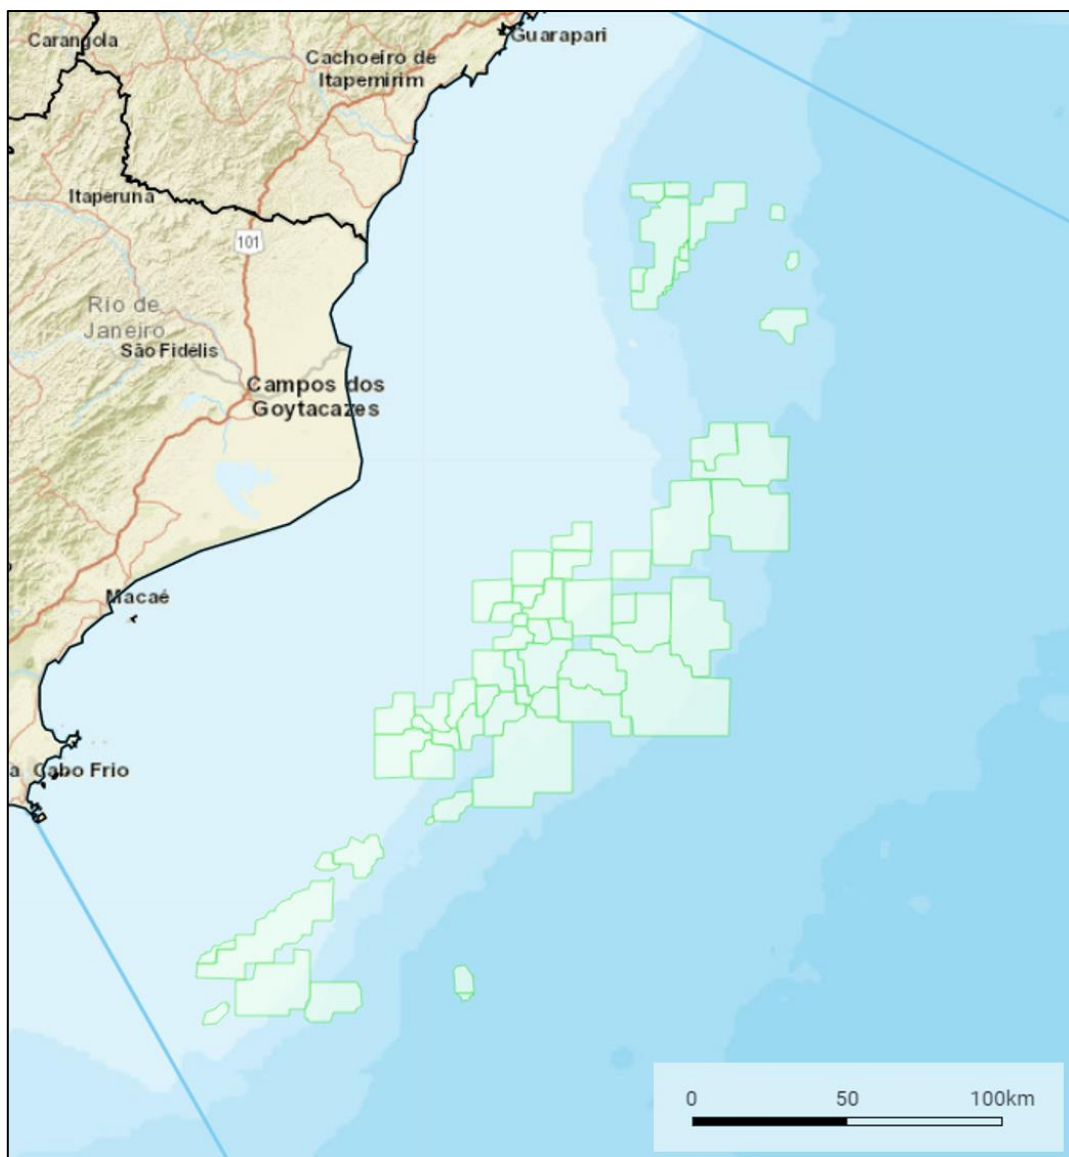 Guarapari
Carangola
Cachoeiro de
Itapemirim
Itaperuna
101
Rio de
Janeiro
São Fidélis
Campos dos
Goytacazes
Macaé
a Cabo Frio
0 50 100km